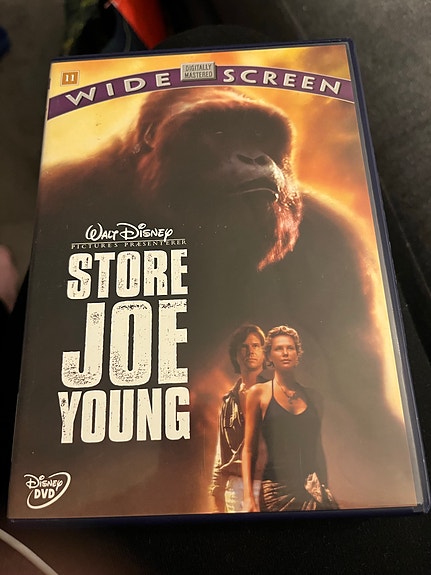 11
WIDE SCREEN
DIGITALLY
MASTERED
WALT DISNEY
PICTURES PRÆSENTERER
STORE
JOE
YOUNG
Disney
DVD